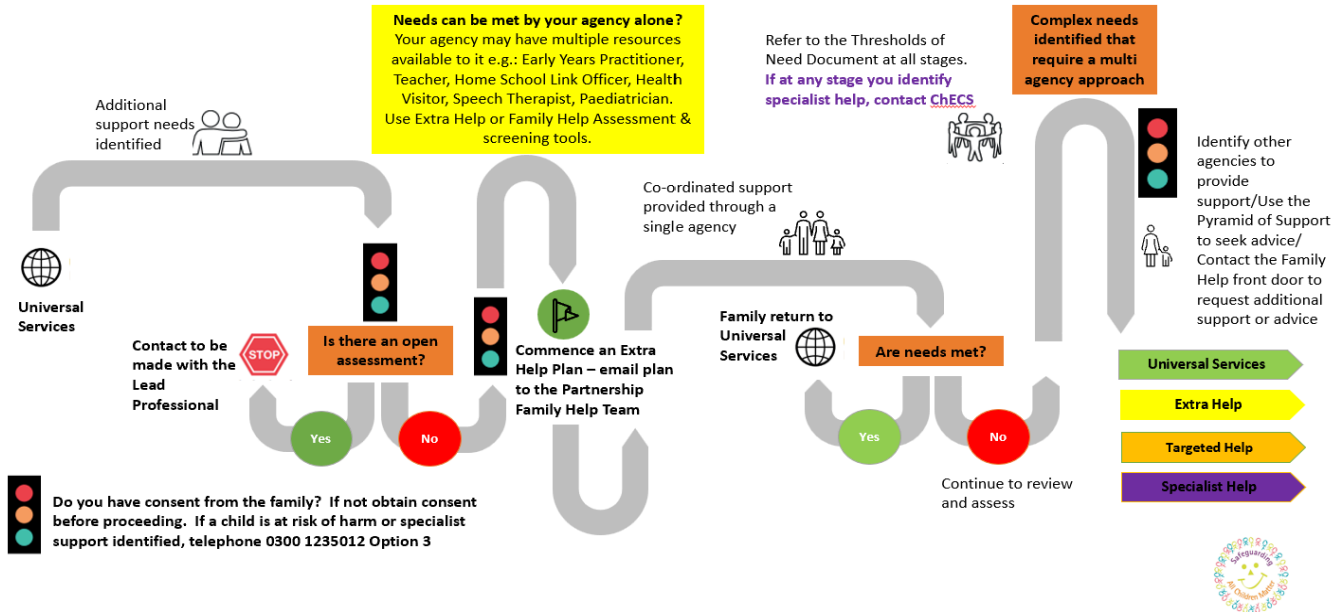 Needs can be met by your agency alone?
Your agency may have multiple resources
available to it e.g.: Early Years Practitioner,
Teacher, Home School Link Officer, Health
Visitor, Speech Therapist, Paediatrician.
Use Extra Help or Family Help Assessment &
screening tools.
Refer to the Thresholds of
Need Document at all stages.
If at any stage you identify
specialist help, contact ChECS
Complex needs
identified that
require a multi
agency approach
Additional
support needs
identified
Identify other
agencies to
provide
support/Use the
Pyramid of Support
to seek advice/
Contact the Family
Help front door to
request additional
support or advice
Co-ordinated support
provided through a
single agency
Universal
Services
Contact to be
made with the
Lead
Professional
STOP
Is there an open
assessment?
Yes
No
Commence an Extra
Help Plan – email plan
to the Partnership
Family Help Team
Family return to
Universal
Services
Are needs met?
Yes
No
Continue to review
and assess
Universal Services
Extra Help
Targeted Help
Specialist Help
Do you have consent from the family? If not obtain consent
before proceeding. If a child is at risk of harm or specialist
support identified, telephone 0300 1235012 Option 3
Safeguarding
All Children Matter